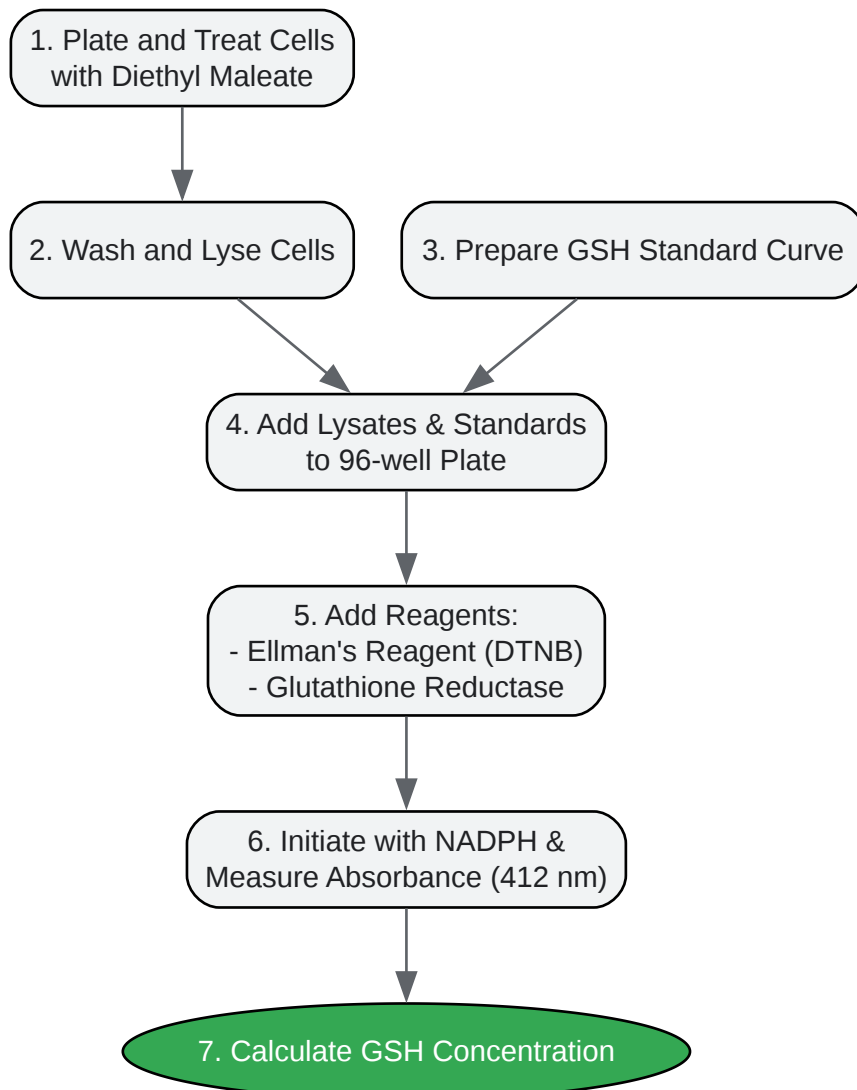 1. Plate and Treat Cells
with Diethyl Maleate
2. Wash and Lyse Cells
3. Prepare GSH Standard Curve
4. Add Lysates & Standards
to 96-well Plate
5. Add Reagents:
- Ellman's Reagent (DTNB)
- Glutathione Reductase
6. Initiate with NADPH &
Measure Absorbance (412 nm)
7. Calculate GSH Concentration